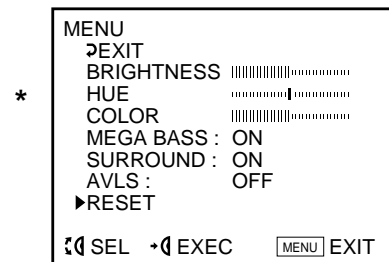 MENU
EXIT
BRIGHTNESS
*
HUE
COLOR
MEGA BASS : ON
SURROUND : ON
AVLS : OFF
RESET
SEL EXEC MENU EXIT